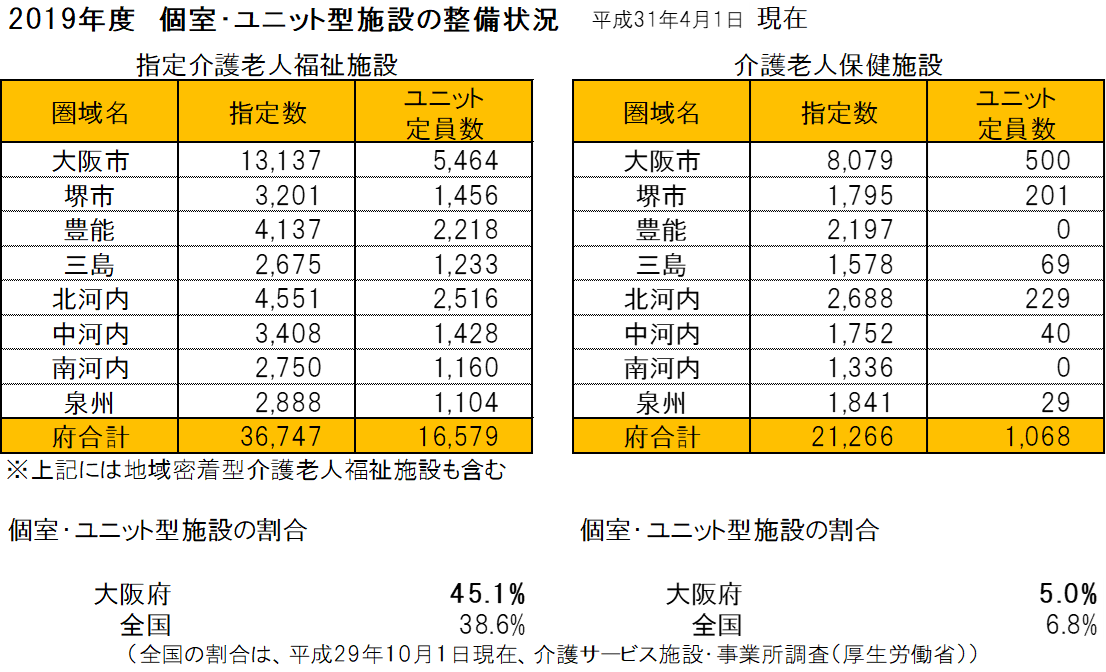 2019年度　個室・ユニット型施設の整備状況　平成31年4月1日 現在
指定介護老人福祉施設
圏域名 指定数 ユニット定員数
大阪市 13,137 5,464
堺市 3,201 1,456
豊能 4,137 2,218
三島 2,675 1,233
北河内 4,551 2,516
中河内 3,408 1,428
南河内 2,750 1,160
泉州 2,888 1,104
府合計 36,747 16,579
※上記には地域密着型介護老人福祉施設も含む
介護老人保健施設
圏域名 指定数 ユニット定員数
大阪市 8,079 500
堺市 1,795 201
豊能 2,197 0
三島 1,578 69
北河内 2,688 229
中河内 1,752 40
南河内 1,336 0
泉州 1,841 29
府合計 21,266 1,068
個室・ユニット型施設の割合
大阪府 45.1%
全国 38.6%
個室・ユニット型施設の割合
大阪府 5.0%
全国 6.8%
（全国の割合は、平成29年10月1日現在、介護サービス施設・事業所調査（厚生労働省））